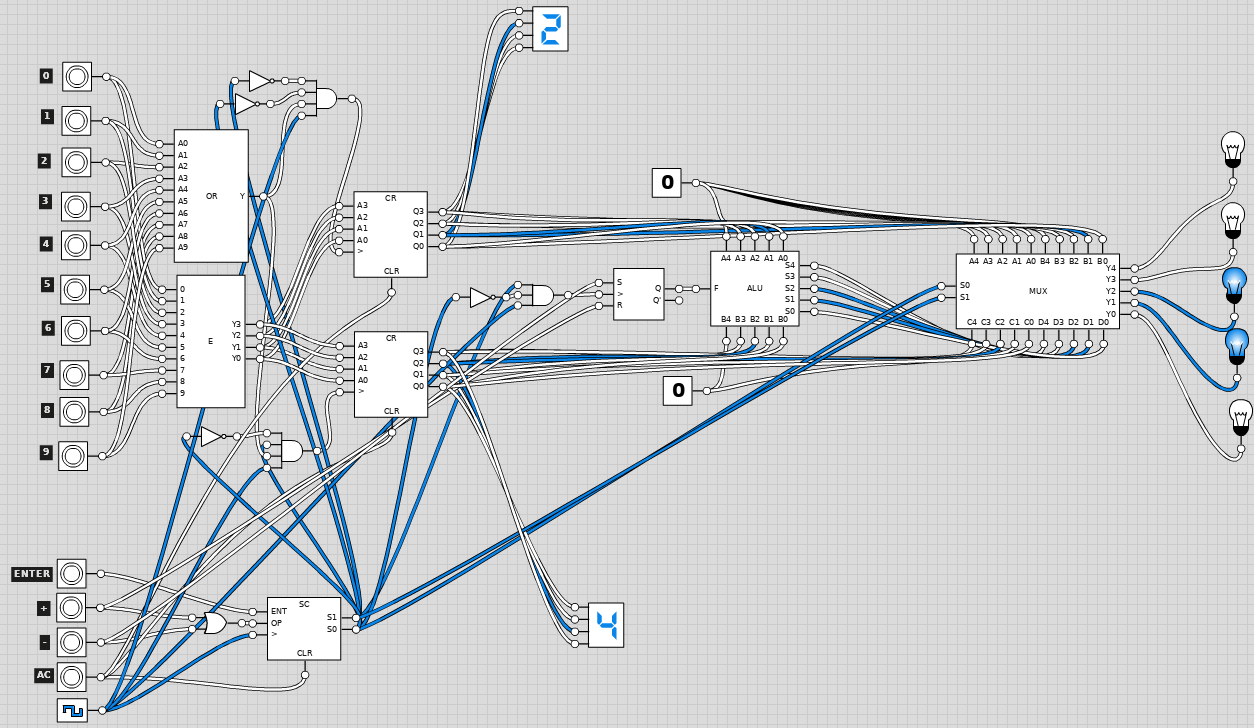 2
0
1
2
3
4
5
6
7
8
9
A0
A1
A2
A3
A4
A5
A6
A7
A8
A9
OR
Y
0
1
2
3
4
5
6
7
8
9
E
Y3
Y2
Y1
Y0
CR
A3
A2
A1
A0
>
Q3
Q2
Q1
Q0
CLR
CR
A3
A2
A1
A0
>
Q3
Q2
Q1
Q0
CLR
S
>
R
Q
Q'
0
0
A4 A3 A2 A1 A0
F
ALU
S4
S3
S2
S1
S0
B4 B3 B2 B1 B0
A4 A3 A2 A1 A0 B4 B3 B2 B1 B0
S0
S1
MUX
Y4
Y3
Y2
Y1
Y0
C4 C3 C2 C1 C0 D4 D3 D2 D1 D0
ENTER
+
-
AC
SC
ENT
OP
>
S1
S0
CLR
4